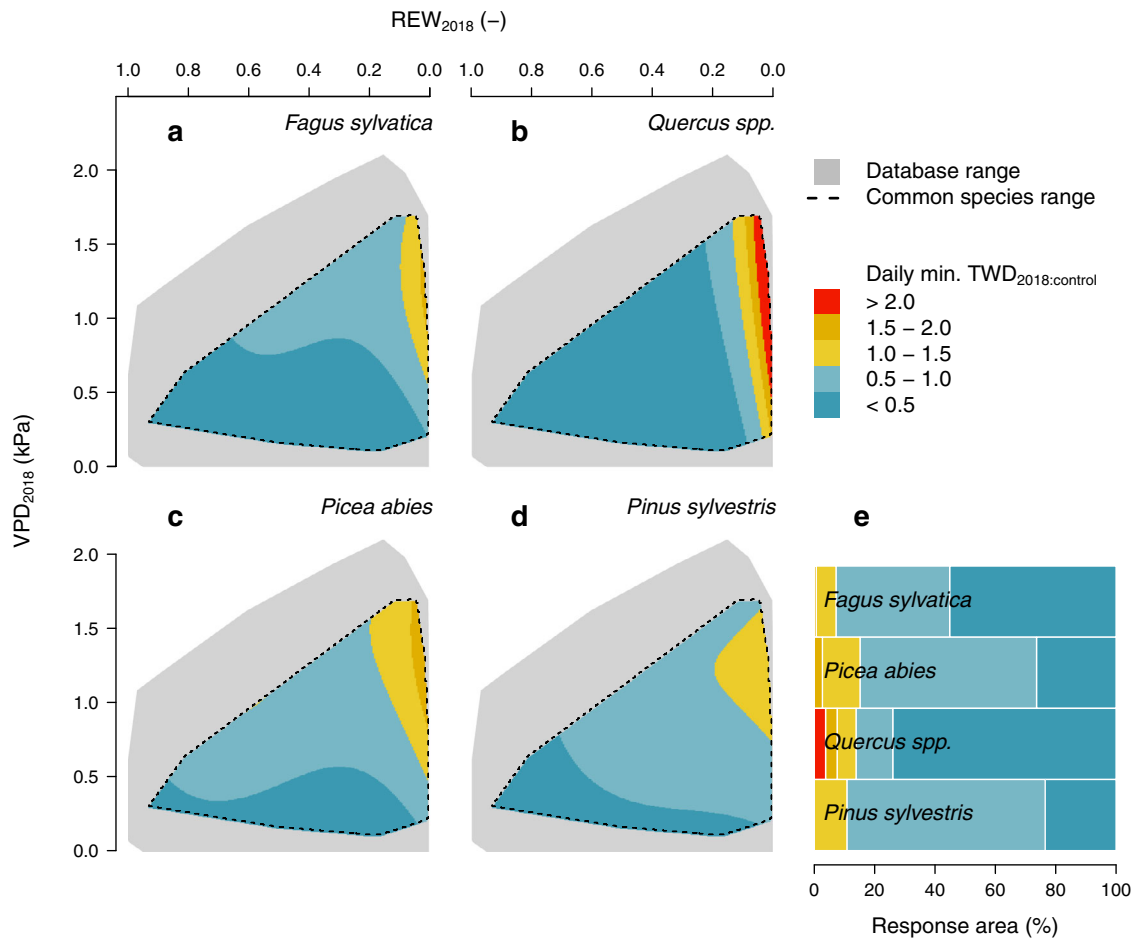 REW2018 (–)
1.0 0.8 0.6 0.4 0.2 0.0
1.0 0.8 0.6 0.4 0.2 0.0
a
Fagus sylvatica
b
Quercus spp.
2.0
1.5
1.0
0.5
0.0
Database range
Common species range
Daily min. TWD2018:control
> 2.0
1.5 – 2.0
1.0 – 1.5
0.5 – 1.0
< 0.5
VPD2018 (kPa)
c
Picea abies
d
Pinus sylvestris
e
2.0
1.5
1.0
0.5
0.0
Fagus sylvatica
Picea abies
Quercus spp.
Pinus sylvestris
0 20 40 60 80 100
Response area (%)